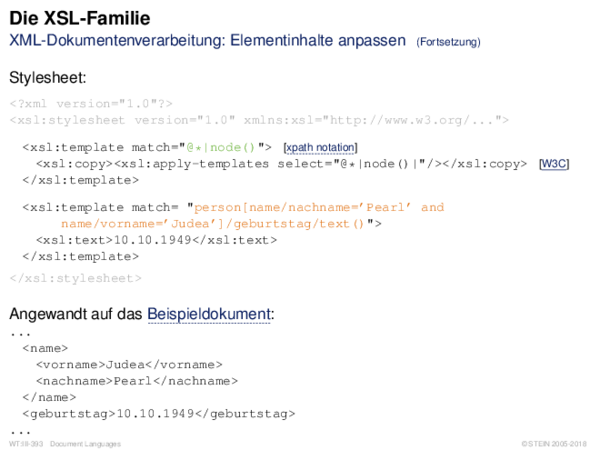 Die XSL-Familie
XML-Dokumentenverarbeitung: Elementinhalte anpassen (Fortsetzung)
Stylesheet:
<?xml version="1.0"?>
<xsl:stylesheet version="1.0" xmlns:xsl="http://www.w3.org/...">
<xsl:template match="@*|node()"> [xpath notation]
<xsl:copy><xsl:apply-templates select="@*|node()|"/></xsl:copy> [W3C]
</xsl:template>
<xsl:template match= "person[name/nachname='Pearl' and
name/vorname='Judea']/geburtstag/text()">
<xsl:text>10.10.1949</xsl:text>
</xsl:template>
</xsl:stylesheet>
Angewandt auf das Beispieldokument:
...
<name>
<vorname>Judea</vorname>
<nachname>Pearl</nachname>
</name>
<geburtstag>10.10.1949</geburtstag>
...
WT:III-393 Document Languages © STEIN 2005-2018